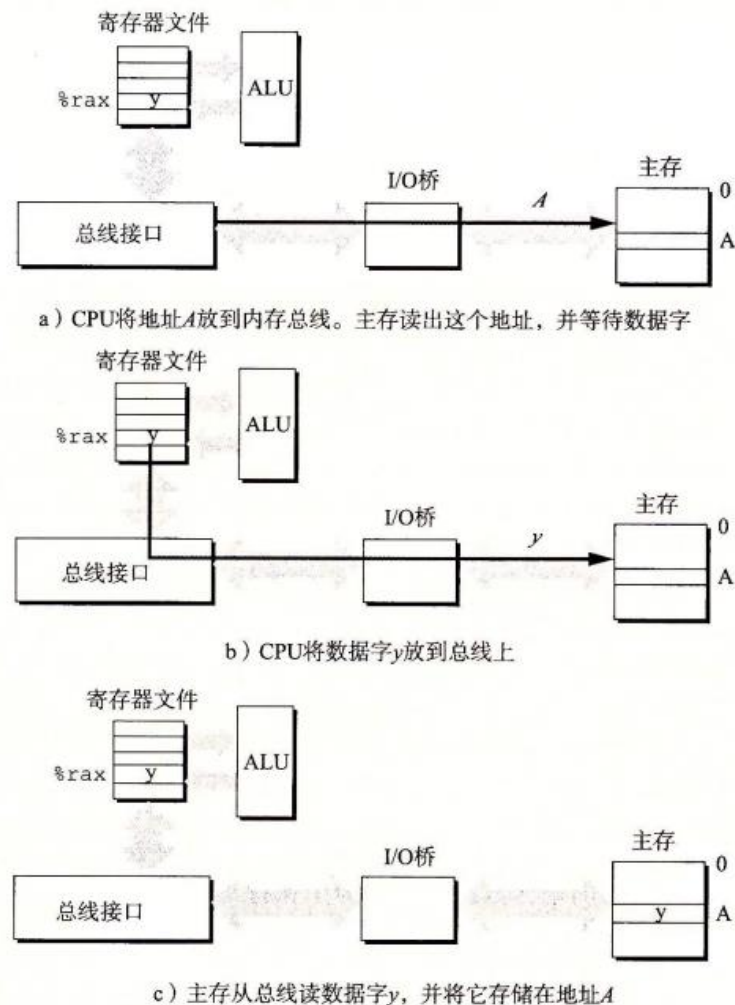 寄存器文件
%rax
y
ALU
I/O桥
主存
0
总线接口
A
A
a）CPU将地址A放到内存总线。主存读出这个地址，并等待数据字
寄存器文件
%rax
y
ALU
I/O桥
主存
0
总线接口
y
A
b）CPU将数据字y放到总线上
寄存器文件
%rax
y
ALU
I/O桥
主存
0
总线接口
y
A
c）主存从总线读数据字y，并将它存储在地址A